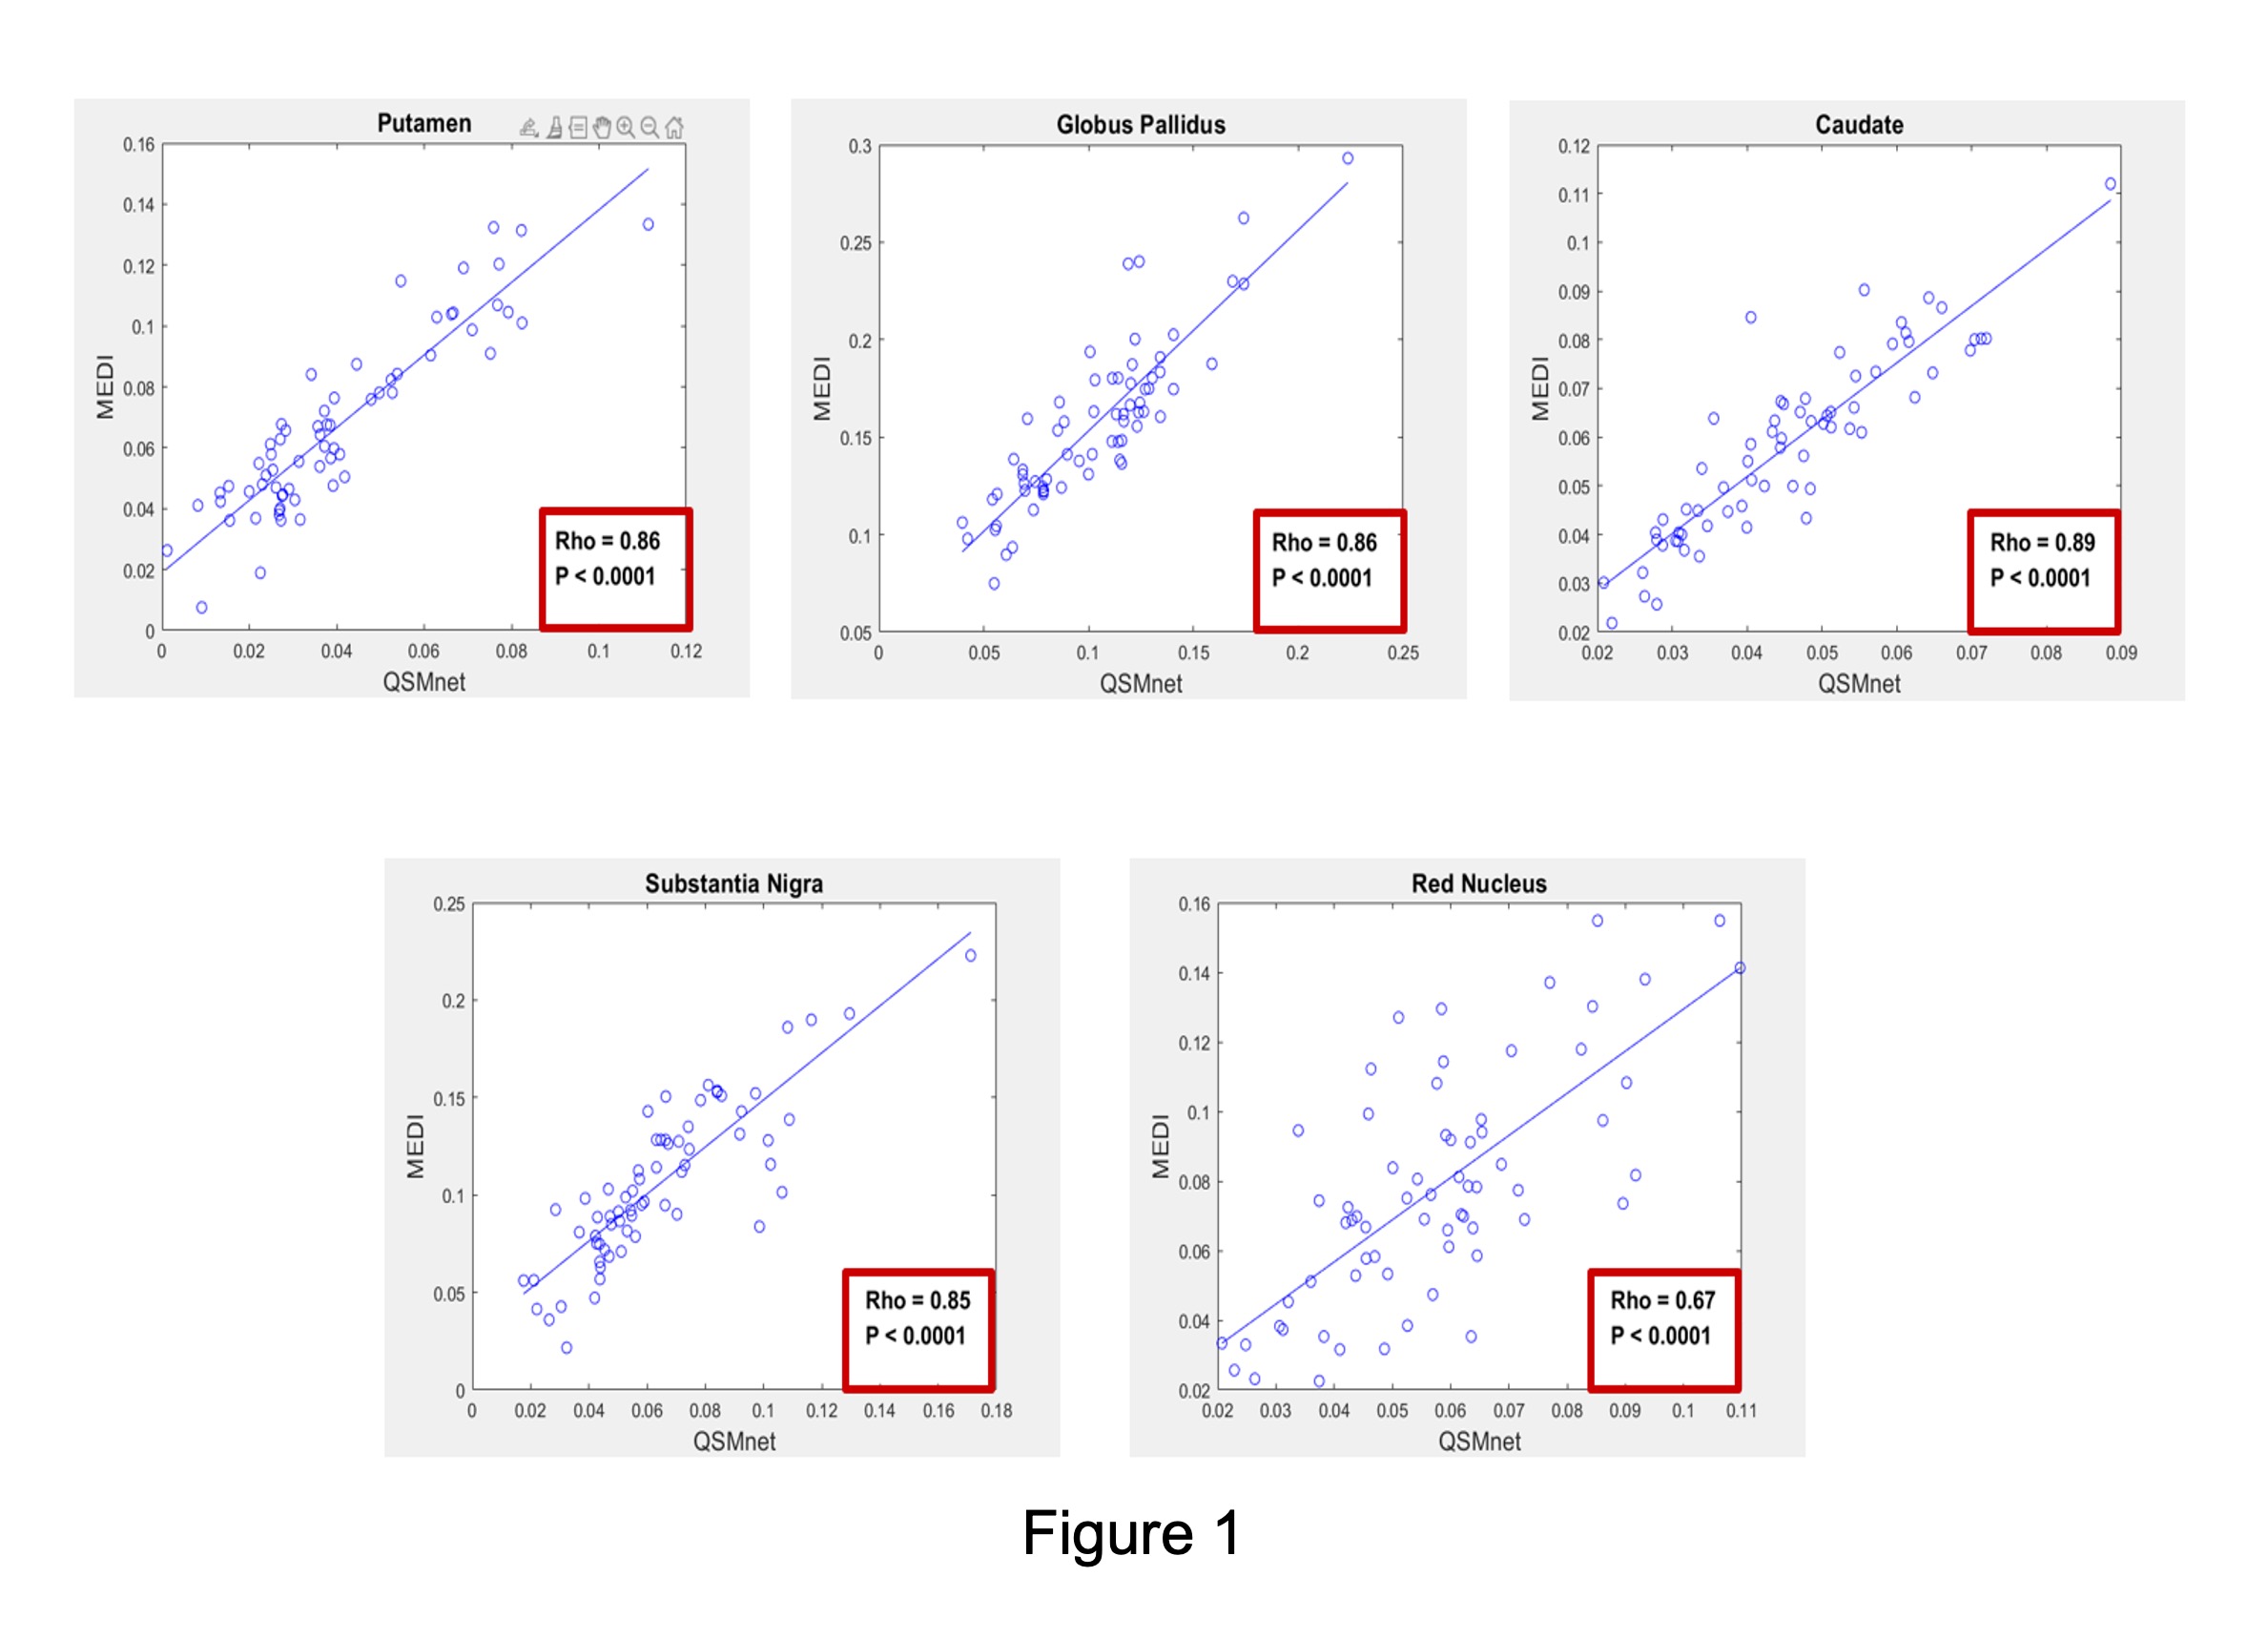 Putamen
0.16
0.14
0.12
0.1
0.08
0.06
0.04
0.02
0
MEDI
Rho = 0.86
P < 0.0001
0 0.02 0.04 0.06 0.08 0.1 0.12
QSMnet
Globus Pallidus
0.3
0.25
0.2
0.15
0.1
0.05
MEDI
Rho = 0.86
P < 0.0001
0 0.05 0.1 0.15 0.2 0.25
QSMnet
Caudate
0.12
0.11
0.1
0.09
0.08
0.07
0.06
0.05
0.04
0.03
0.02
MEDI
Rho = 0.89
P < 0.0001
0.02 0.03 0.04 0.05 0.06 0.07 0.08 0.09
QSMnet
Substantia Nigra
0.25
0.2
0.15
0.1
0.05
0
MEDI
Rho = 0.85
P < 0.0001
0 0.02 0.04 0.06 0.08 0.1 0.12 0.14 0.16 0.18
QSMnet
Red Nucleus
0.16
0.14
0.12
0.1
0.08
0.06
0.04
0.02
MEDI
Rho = 0.67
P < 0.0001
0.02 0.03 0.04 0.05 0.06 0.07 0.08 0.09 0.1 0.11
QSMnet
Figure 1